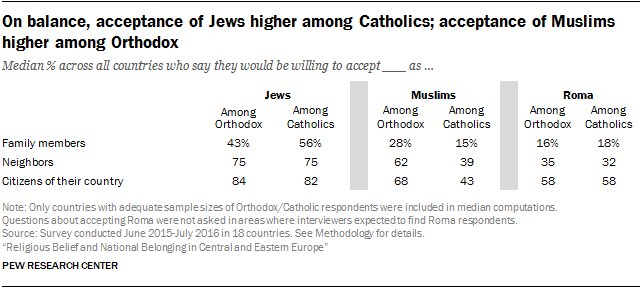 On balance, acceptance of Jews higher among Catholics; acceptance of Muslims
higher among Orthodox
Median % across all countries who say they would be willing to accept ___ as ...
Jews Muslims Roma
Among Orthodox Among Catholics Among Orthodox Among Catholics Among Orthodox Among Catholics
Family members 43% 56% 28% 15% 16% 18%
Neighbors 75 75 62 39 35 32
Citizens of their country 84 82 68 43 58 58
Note: Only countries with adequate sample sizes of Orthodox/Catholic respondents were included in median computations.
Questions about accepting Roma were not asked in areas where interviewers expected to find Roma respondents.
Source: Survey conducted June 2015-July 2016 in 18 countries. See Methodology for details.
“Religious Belief and National Belonging in Central and Eastern Europe”
PEW RESEARCH CENTER